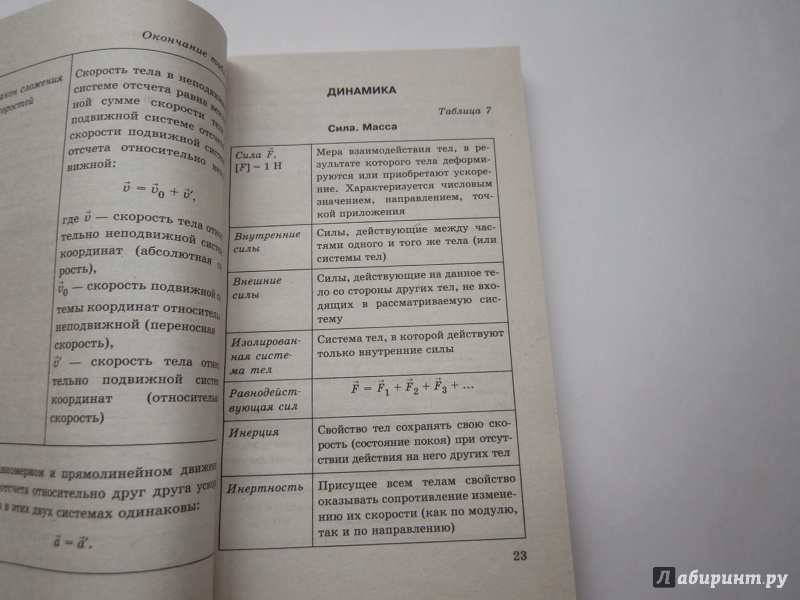 Окончание
сложения
Скорость тела в
системе отсчета равна
ной сумме скорости
подвижной системе
скорости подвижной
отсчета относительно
вижной:
v⃗ = v⃗₀ + v⃗′,
где v⃗ — скорость тела
тельно неподвижной
координат (абсолютная
рость),
v⃗₀ — скорость подвижной
темы координат
неподвижной (переносная
скорость),
v⃗′ — скорость тела
тельно подвижной
координат
скорость)
и прямолинейном
отсчета относительно друг друга
в этих двух системах одинаковы:
a⃗ = a⃗′.
ДИНАМИКА
Таблица 7
Сила. Масса
Сила F⃗,
[F] = 1 Н
Мера взаимодействия тел, в ре-
зультате которого тела деформи-
руются или приобретают ускоре-
ние. Характеризуется числовым
значением, направлением, точ-
кой приложения
Внутренние
силы
Силы, действующие между час-
тями одного и того же тела (или
системы тел)
Внешние
силы
Силы, действующие на данное те-
ло со стороны других тел, не вхо-
дящих в рассматриваемую сис-
тему
Изолирован-
ная систе-
ма тел
Система тел, в которой действуют
только внутренние силы
Равнодейст-
вующая сил
F⃗ = F⃗₁ + F⃗₂ + F⃗₃ + ...
Инерция
Свойство тел сохранять свою ско-
рость (состояние покоя) при отсут-
ствии действия на него других тел
Инертность
Присущее всем телам свойство
оказывать сопротивление измене-
нию их скорости (как по модулю,
так и по направлению)
23
Лабиринт.ру